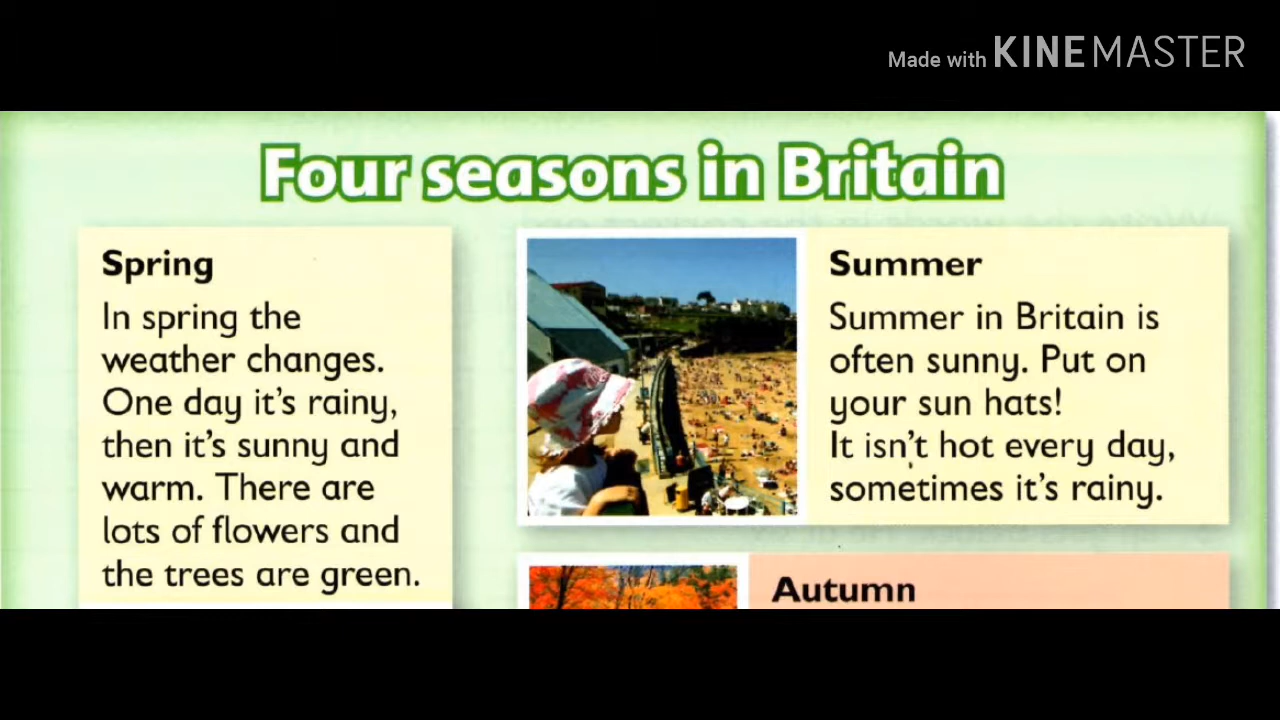 Made with KINEMASTER
Four seasons in Britain
Spring
In spring the
weather changes.
One day it's rainy,
then it's sunny and
warm. There are
lots of flowers and
the trees are green.
Summer
Summer in Britain is
often sunny. Put on
your sun hats!
It isn't hot every day,
sometimes it's rainy.
Autumn